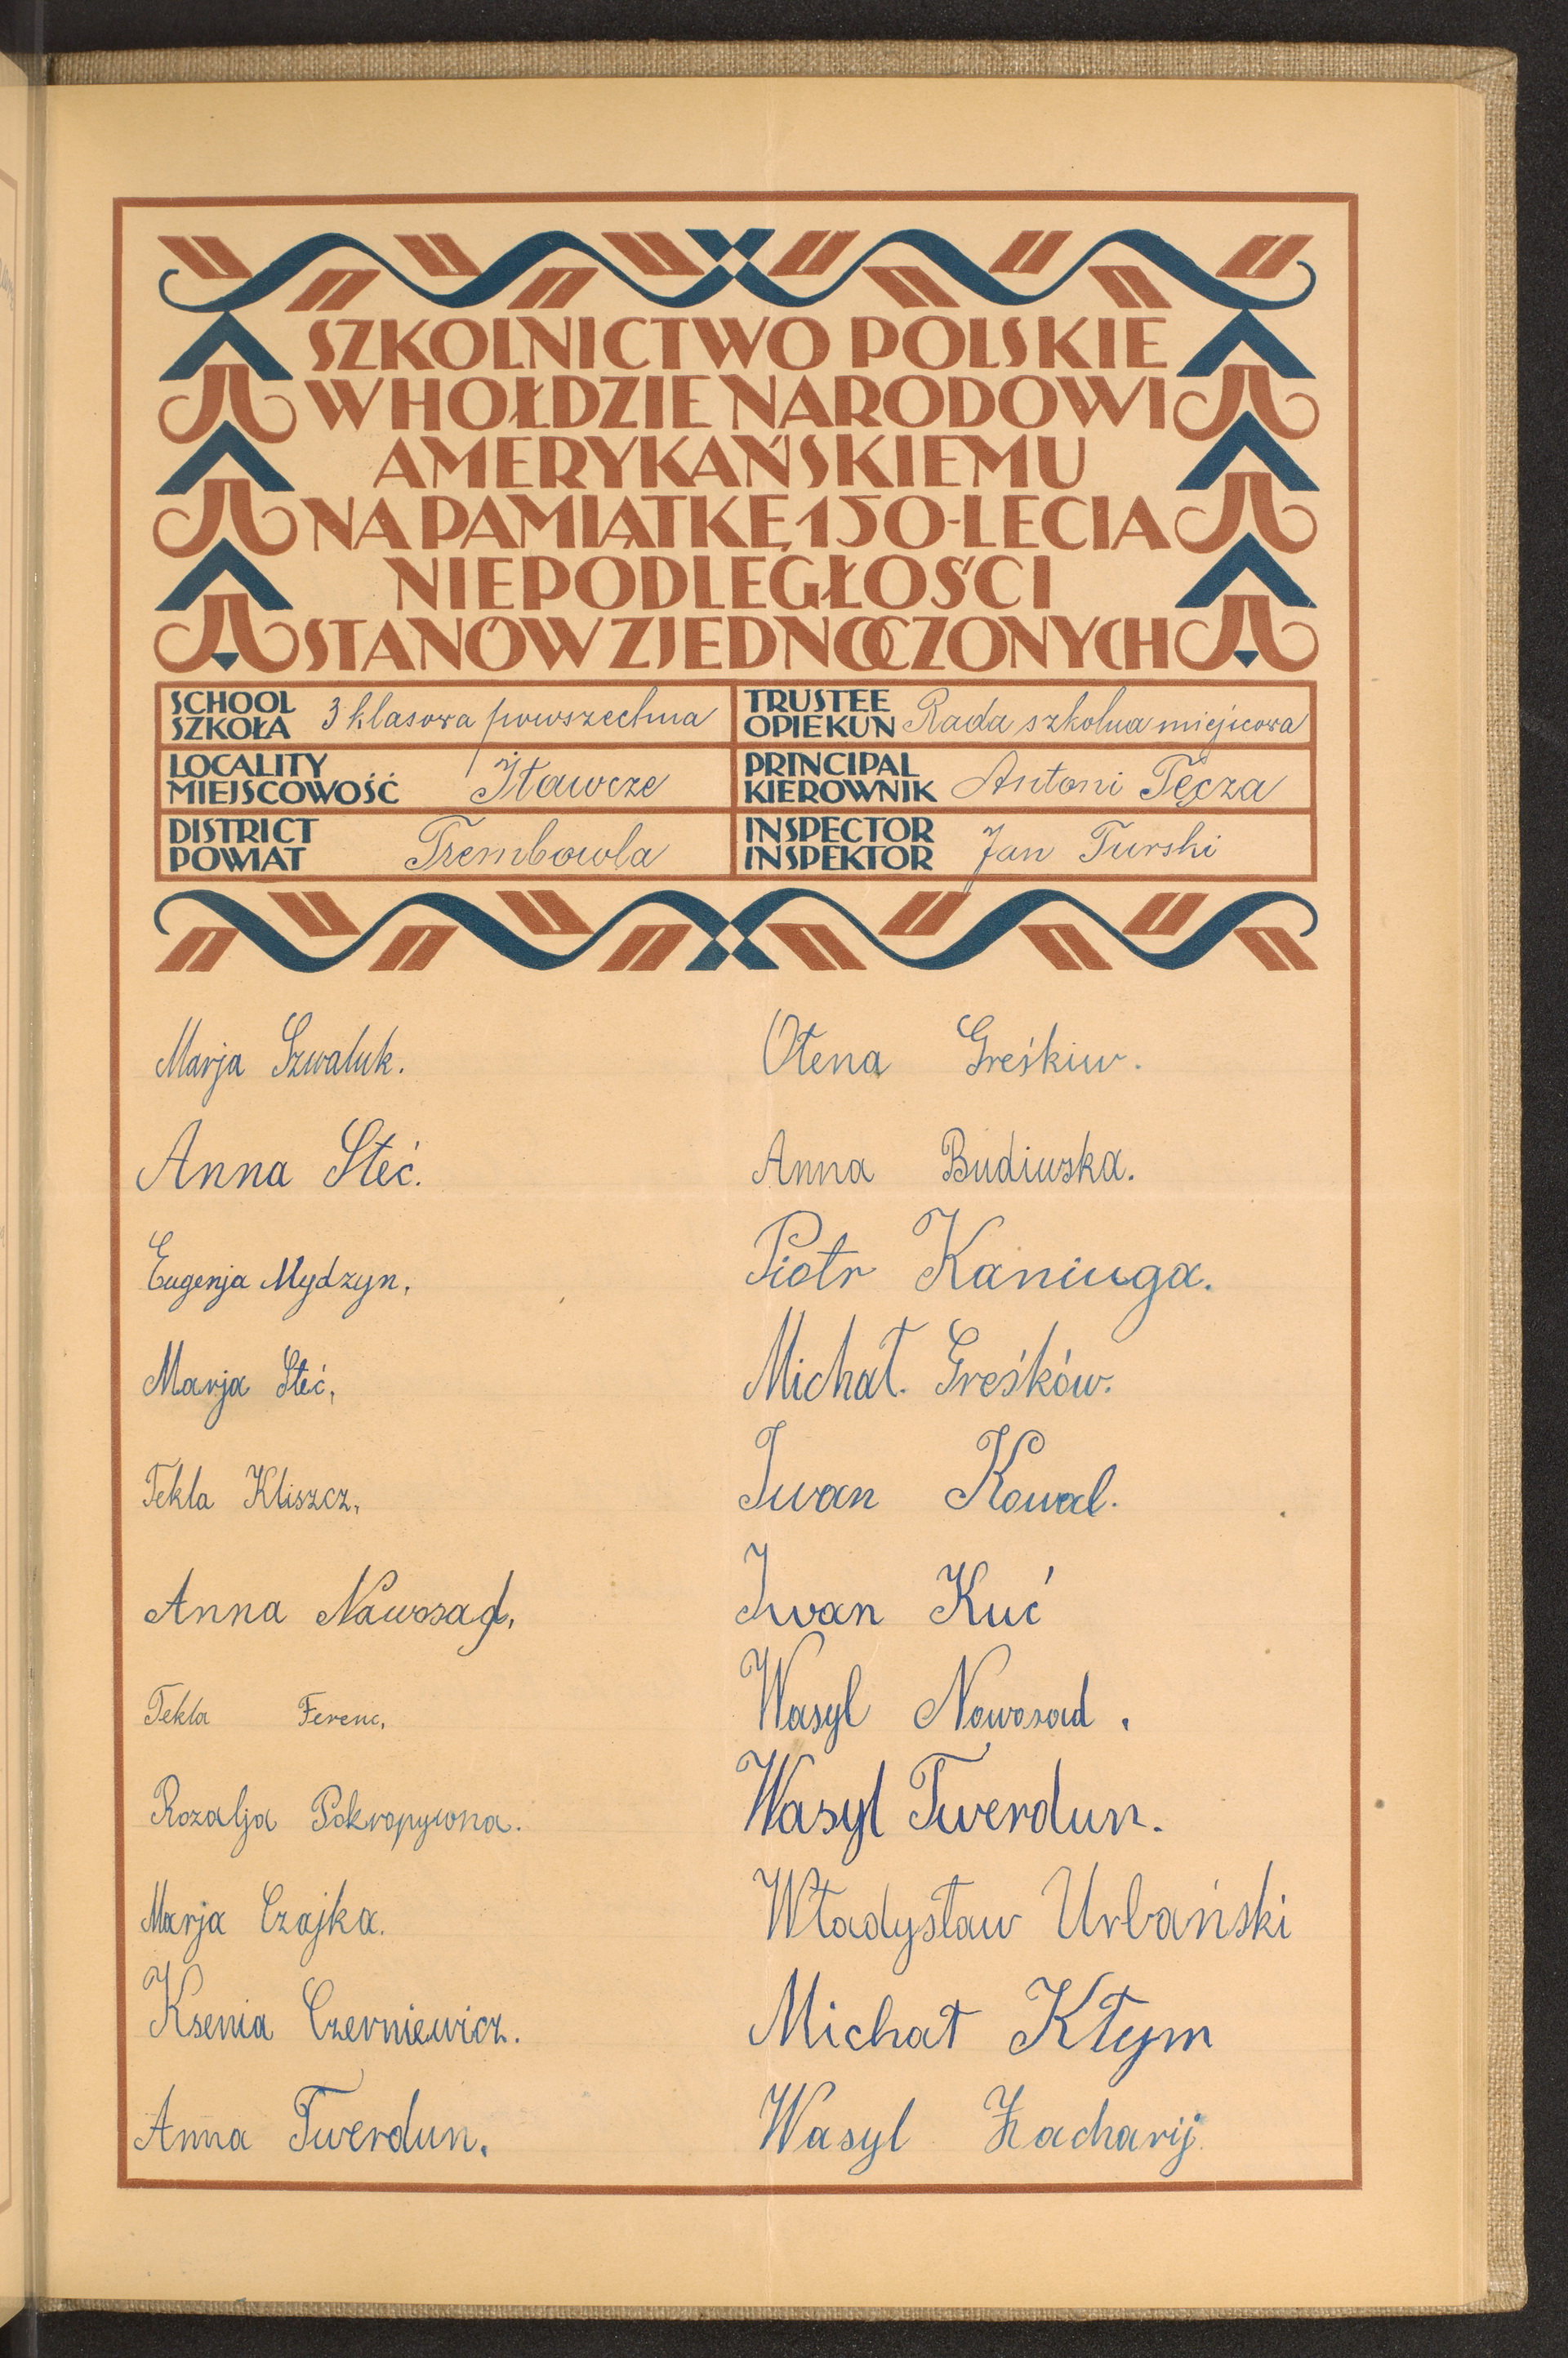 SZKOLNICTWO POLSKIE
W HOŁDZIE NARODOWI
AMERYKAŃSKIEMU
NA PAMIĄTKĘ 150-LECIA
NIEPODLEGŁOŚCI
STANÓW ZJEDNOCZONYCH
SCHOOL
SZKOŁA 3 klasowa powszechna
TRUSTEE
OPIEKUN Rada szkolna miejscowa
LOCALITY
MIEJSCOWOŚĆ Iławcze
PRINCIPAL
KIEROWNIK Antoni Tęcza
DISTRICT
POWIAT Trembowla
INSPECTOR
INSPEKTOR Jan Turski
Marja Szwaluk.
Anna Steć.
Eugenja Mydzyn,
Marja Steć,
Tekla Kliszcz,
Anna Nawosad,
Tekla Ferenc,
Rozalja Pokropywna.
Marja Czajka.
Ksenia Czerniewicz.
Anna Twerdun.
Ołena Greśkiw.
Anna Budiwska.
Piotr Kaniuga.
Michał. Greśków.
Iwan Kowal.
Iwan Kuć
Wasyl Nowosad.
Wasyl Twerdun.
Władysław Urbański
Michał Kłym
Wasyl Zacharij.